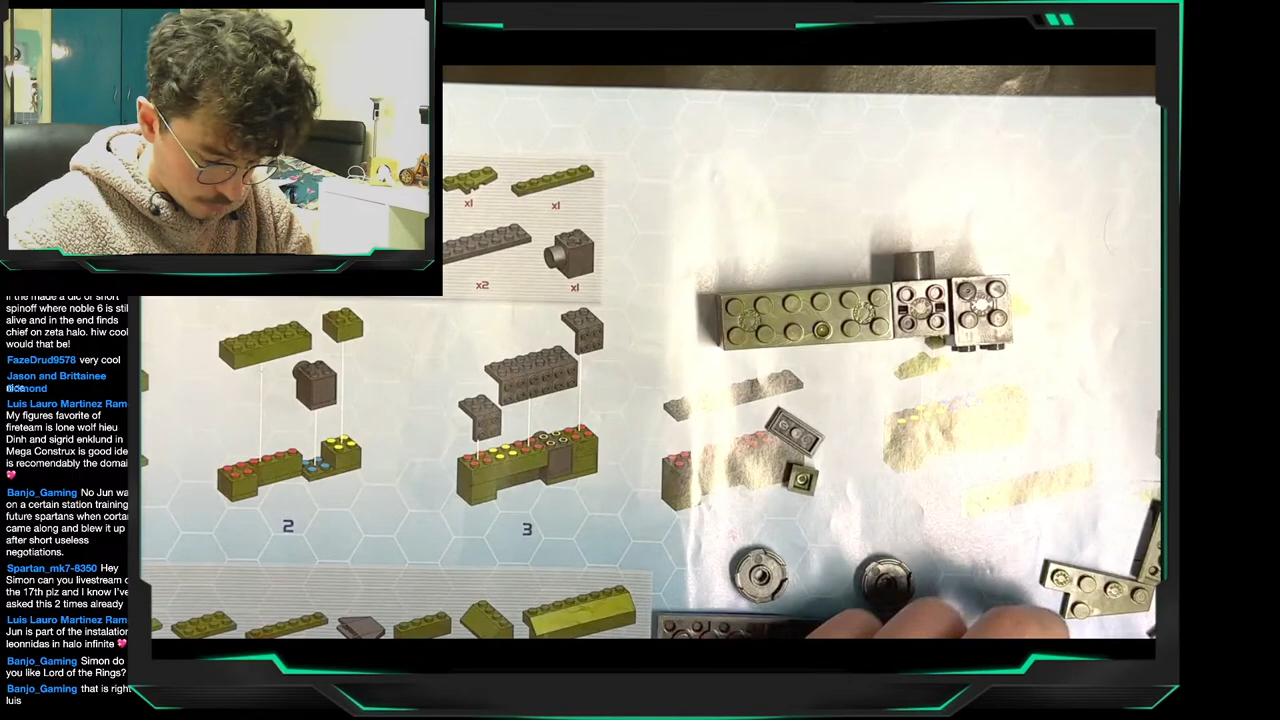 if the made a dlc or short
spinoff where noble 6 is stil
alive and in the end finds
chief on zeta halo. hiw cool
would that be!
FazeDrud9578 very cool
Jason and Brittainee
Edmond
Luis Lauro Martinez Ram
My figures favorite of
fireteam is lone wolf hieu
Dinh and sigrid enklund in
Mega Construx is good ide
is recomendably the domai
💖
Banjo_Gaming No Jun wa
on a certain station training
future spartans when cortan
came along and blew it up
after short useless
negotiations.
Spartan_mk7-8350 Hey
Simon can you livestream o
the 17th plz and I know I've
asked this 2 times already
Luis Lauro Martinez Ram
Jun is part of the instalation
leonnidas in halo infinite 💖
Banjo_Gaming Simon do
you like Lord of the Rings?
Banjo_Gaming that is right
luis
x1
x1
x2
x1
2
3